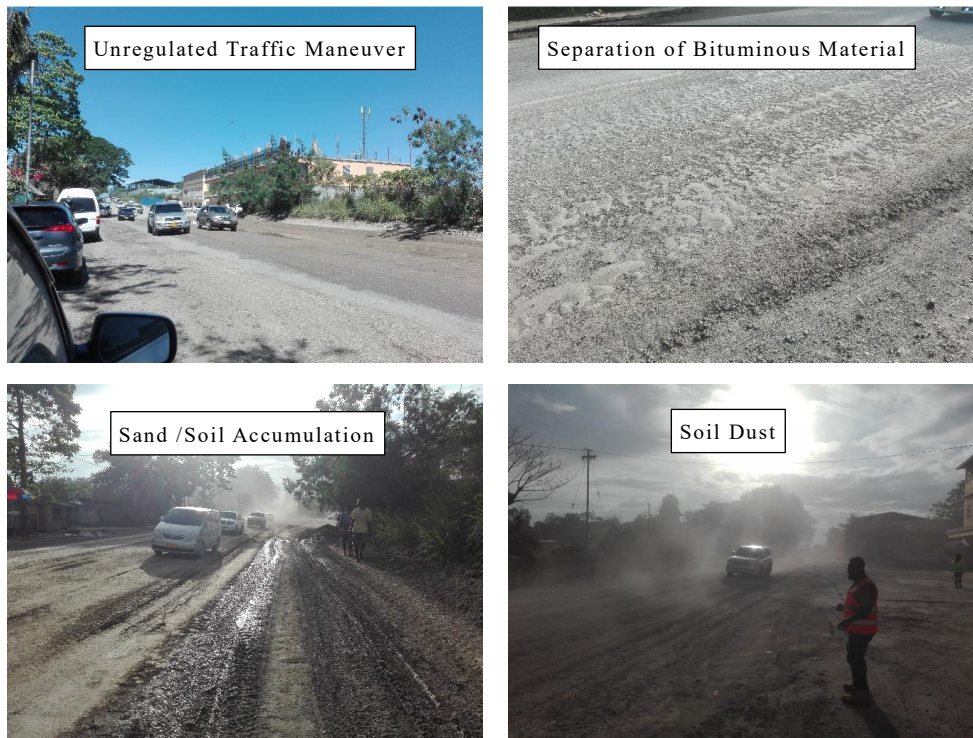 Unregulated Traffic Maneuver
Separation of Bituminous Material
Sand /Soil Accumulation
Soil Dust